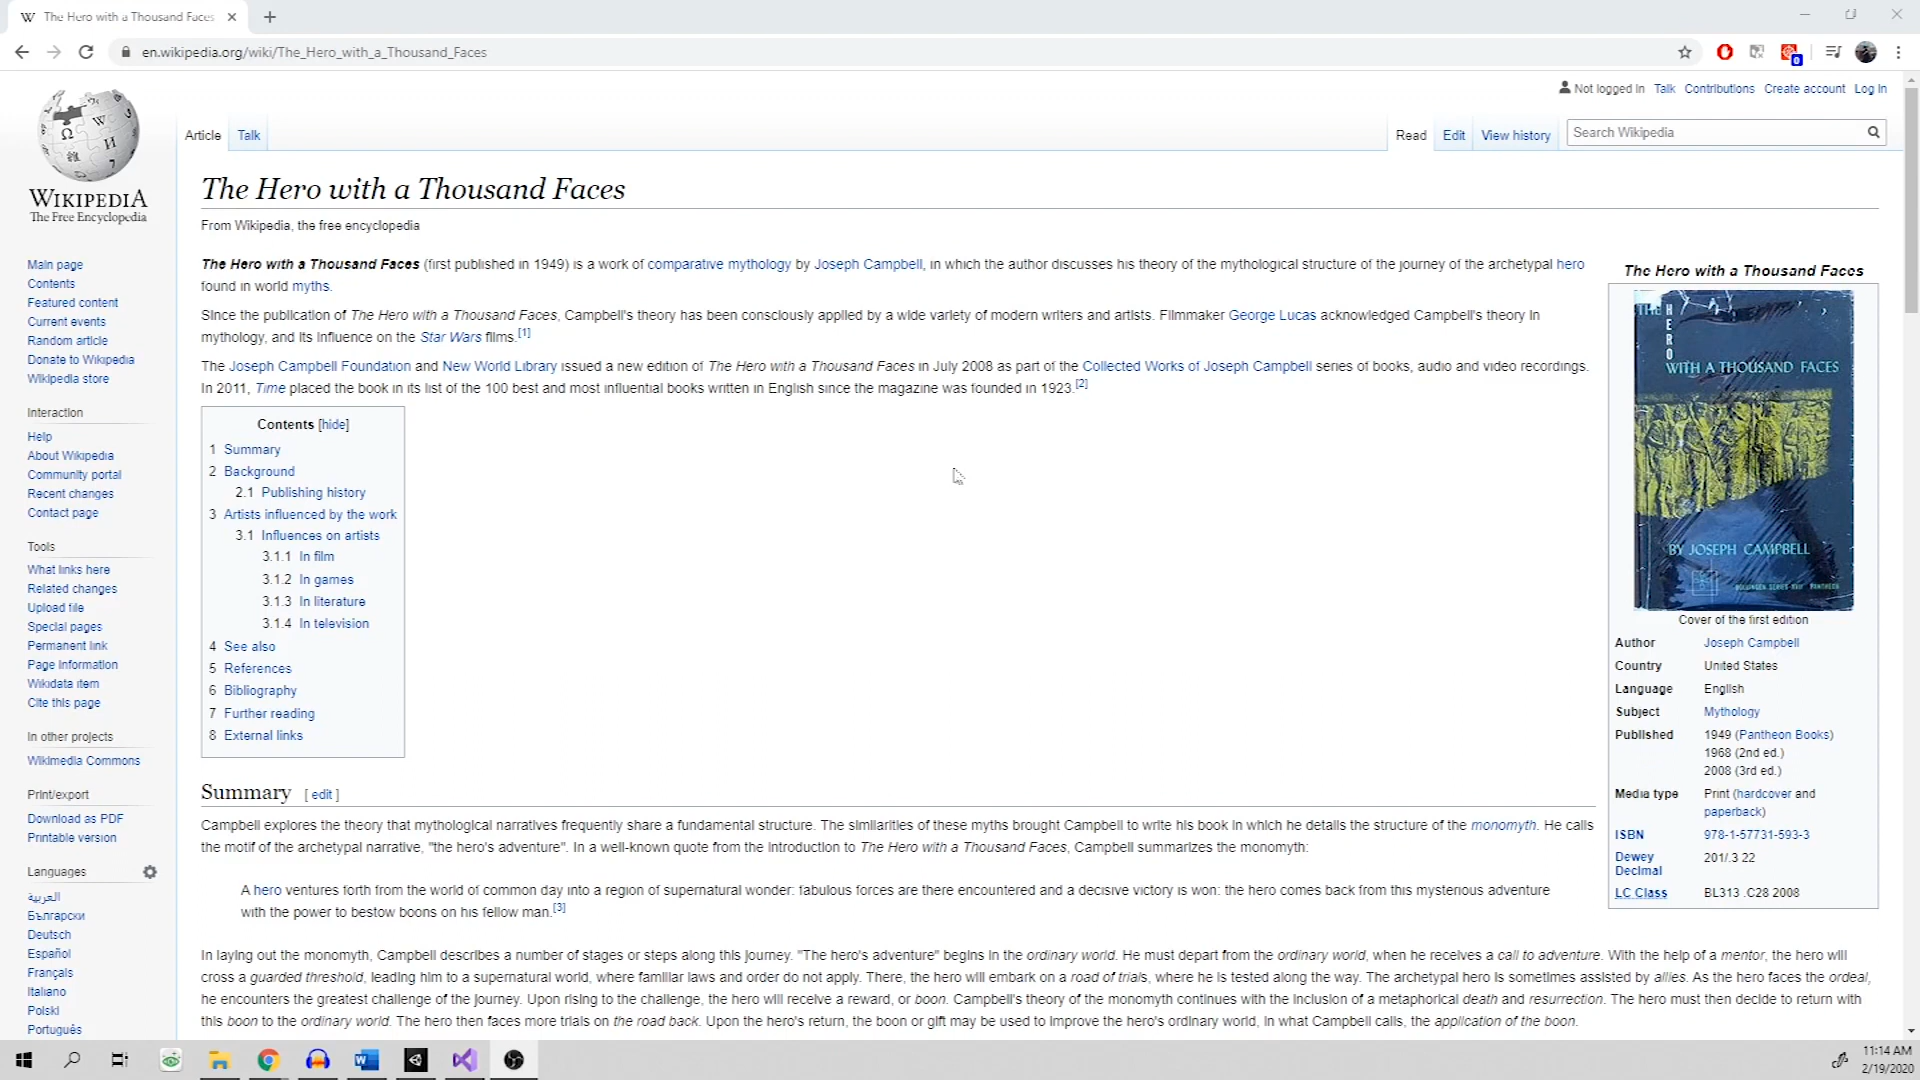 The Hero with a Thousand Faces
en.wikipedia.org/wiki/The_Hero_with_a_Thousand_Faces
0
Not logged in Talk Contributions Create account Log in
Article Talk
Read Edit View history Search Wikipedia
WIKIPEDIA
The Free Encyclopedia
Main page
Contents
Featured content
Current events
Random article
Donate to Wikipedia
Wikipedia store
Interaction
Help
About Wikipedia
Community portal
Recent changes
Contact page
Tools
What links here
Related changes
Upload file
Special pages
Permanent link
Page information
Wikidata item
Cite this page
In other projects
Wikimedia Commons
Print/export
Download as PDF
Printable version
Languages
العربية
Български
Deutsch
Español
Français
Italiano
Polski
Português
The Hero with a Thousand Faces
From Wikipedia, the free encyclopedia
The Hero with a Thousand Faces (first published in 1949) is a work of comparative mythology by Joseph Campbell, in which the author discusses his theory of the mythological structure of the journey of the archetypal hero
found in world myths.
Since the publication of The Hero with a Thousand Faces, Campbell's theory has been consciously applied by a wide variety of modern writers and artists. Filmmaker George Lucas acknowledged Campbell's theory in
mythology, and its influence on the Star Wars films.[1]
The Joseph Campbell Foundation and New World Library issued a new edition of The Hero with a Thousand Faces in July 2008 as part of the Collected Works of Joseph Campbell series of books, audio and video recordings.
In 2011, Time placed the book in its list of the 100 best and most influential books written in English since the magazine was founded in 1923.[2]
Contents [hide]
1 Summary
2 Background
2.1 Publishing history
3 Artists influenced by the work
3.1 Influences on artists
3.1.1 In film
3.1.2 In games
3.1.3 In literature
3.1.4 In television
4 See also
5 References
6 Bibliography
7 Further reading
8 External links
Summary [ edit ]
Campbell explores the theory that mythological narratives frequently share a fundamental structure. The similarities of these myths brought Campbell to write his book in which he details the structure of the monomyth. He calls
the motif of the archetypal narrative, "the hero's adventure". In a well-known quote from the introduction to The Hero with a Thousand Faces, Campbell summarizes the monomyth:
A hero ventures forth from the world of common day into a region of supernatural wonder: fabulous forces are there encountered and a decisive victory is won: the hero comes back from this mysterious adventure
with the power to bestow boons on his fellow man.[3]
In laying out the monomyth, Campbell describes a number of stages or steps along this journey. "The hero's adventure" begins in the ordinary world. He must depart from the ordinary world, when he receives a call to adventure. With the help of a mentor, the hero will
cross a guarded threshold, leading him to a supernatural world, where familiar laws and order do not apply. There, the hero will embark on a road of trials, where he is tested along the way. The archetypal hero is sometimes assisted by allies. As the hero faces the ordeal,
he encounters the greatest challenge of the journey. Upon rising to the challenge, the hero will receive a reward, or boon. Campbell's theory of the monomyth continues with the inclusion of a metaphorical death and resurrection. The hero must then decide to return with
this boon to the ordinary world. The hero then faces more trials on the road back. Upon the hero's return, the boon or gift may be used to improve the hero's ordinary world, in what Campbell calls, the application of the boon.
The Hero with a Thousand Faces
THE HERO
WITH A THOUSAND FACES
BY JOSEPH CAMPBELL
BOLLINGEN SERIES XVII PANTHEON
Cover of the first edition
Author Joseph Campbell
Country United States
Language English
Subject Mythology
Published 1949 (Pantheon Books)
1968 (2nd ed.)
2008 (3rd ed.)
Media type Print (hardcover and
paperback)
ISBN 978-1-57731-593-3
Dewey 201/.3 22
Decimal
LC Class BL313 .C28 2008
11:14 AM
2/19/2020